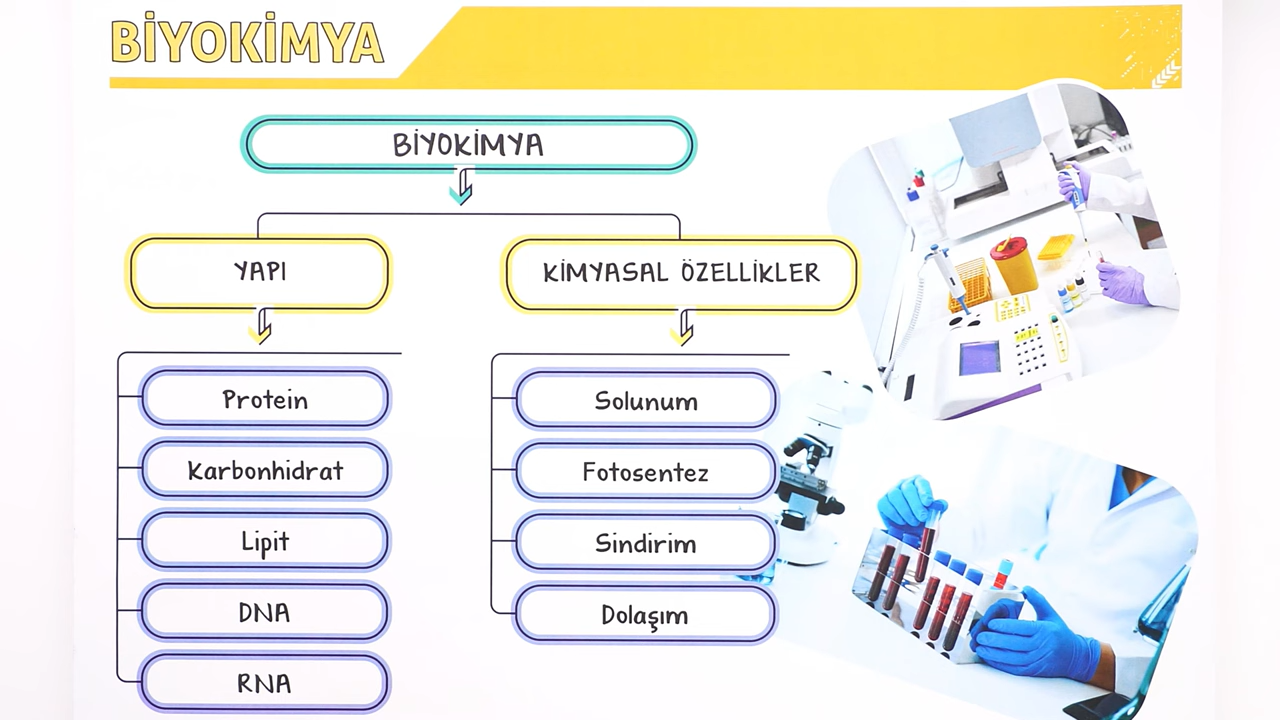 BİYOKİMYA
BİYOKİMYA
YAPI
KİMYASAL ÖZELLİKLER
Protein
Karbonhidrat
Lipit
DNA
RNA
Solunum
Fotosentez
Sindirim
Dolaşım